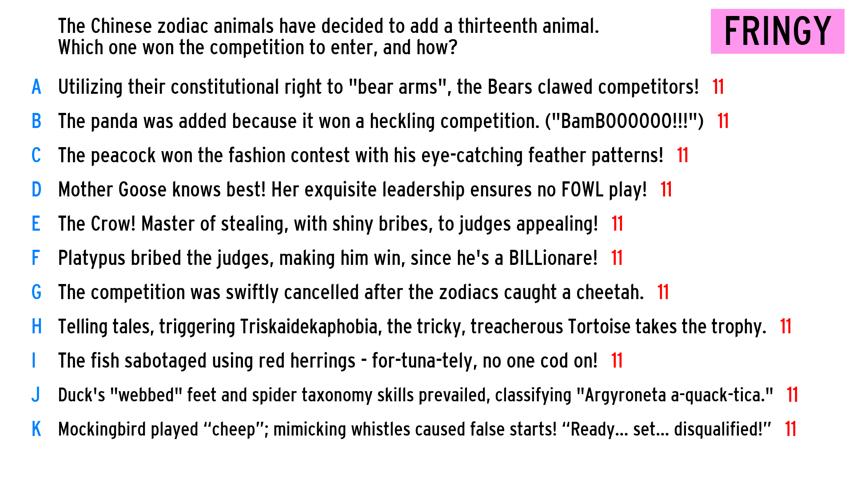 The Chinese zodiac animals have decided to add a thirteenth animal.
Which one won the competition to enter, and how?
FRINGY
A Utilizing their constitutional right to "bear arms", the Bears clawed competitors! 11
B The panda was added because it won a heckling competition. ("BamBOOOOOO!!!") 11
C The peacock won the fashion contest with his eye-catching feather patterns! 11
D Mother Goose knows best! Her exquisite leadership ensures no FOWL play! 11
E The Crow! Master of stealing, with shiny bribes, to judges appealing! 11
F Platypus bribed the judges, making him win, since he's a BILLionare! 11
G The competition was swiftly cancelled after the zodiacs caught a cheetah. 11
H Telling tales, triggering Triskaidekaphobia, the tricky, treacherous Tortoise takes the trophy. 11
I The fish sabotaged using red herrings - for-tuna-tely, no one cod on! 11
J Duck's "webbed" feet and spider taxonomy skills prevailed, classifying "Argyroneta a-quack-tica." 11
K Mockingbird played “cheep”; mimicking whistles caused false starts! “Ready... set... disqualified!” 11